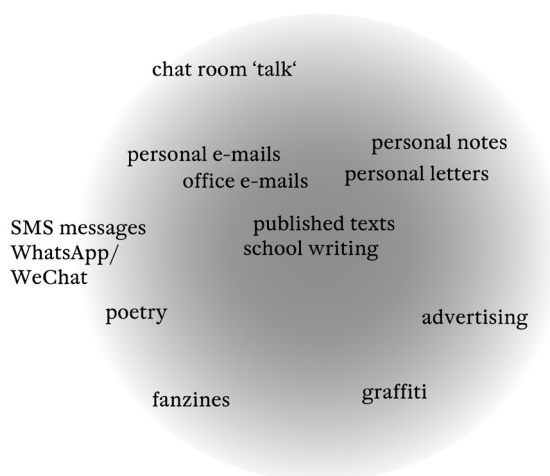 chat room ‘talk‘
personal notes
personal e-mails
personal letters
office e-mails
published texts
SMS messages
school writing
WhatsApp/
WeChat
poetry
advertising
graffiti
fanzines